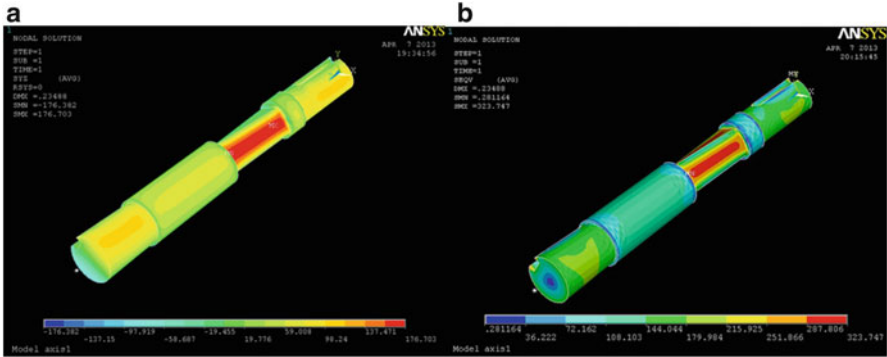 a
1
NODAL SOLUTION
STEP=1
SUB =1
TIME=1
SYZ (AVG)
RSYS=0
DMX =.23488
SMN =-176.382
SMX =176.703
ANSYS
APR 7 2013
19:34:56
Y
X
MX
-176.382
-137.15
-97.919
-58.687
-19.455
19.776
59.008
98.24
137.471
176.703
Model axis1
b
1
NODAL SOLUTION
STEP=1
SUB =1
TIME=1
SEQV (AVG)
DMX =.23488
SMN =.281164
SMX =323.747
ANSYS
APR 7 2013
20:15:45
X
.281164
36.222
72.162
108.103
144.044
179.984
215.925
251.866
287.806
323.747
Model axis1